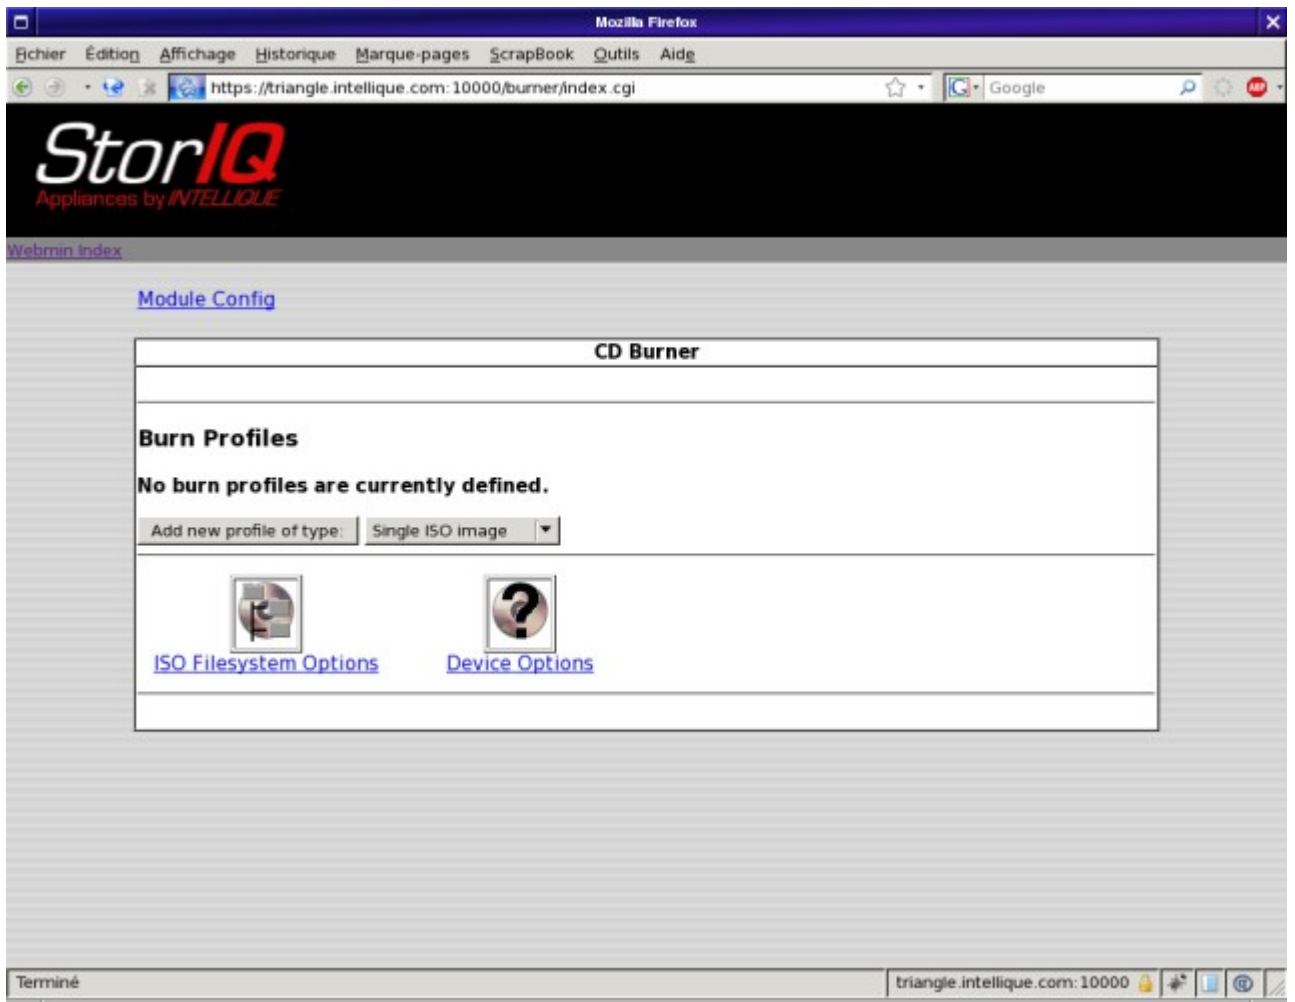 Mozilla Firefox
Fichier Édition Affichage Historique Marque-pages ScrapBook Outils Aide
https://triangle.intellique.com:10000/burner/index.cgi G Google ABP
StorIQ
Appliances by INTELLIQUE
Webmin Index
Module Config
CD Burner
Burn Profiles
No burn profiles are currently defined.
Add new profile of type: Single ISO image
?
ISO Filesystem Options Device Options
Terminé triangle.intellique.com:10000 @